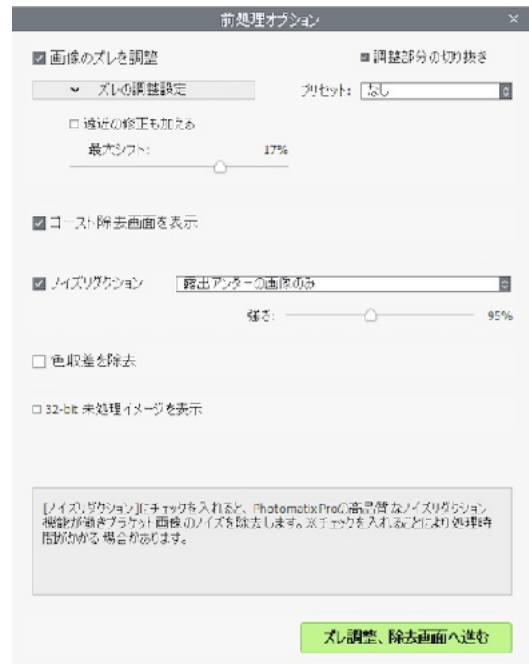 前処理オプション ×
画像のズレを調整 調整部分の切り抜き
ズレの調整設定 プリセット: なし
遠近の修正も加える
最大シフト: 17%
ゴースト除去画面を表示
ノイズリダクション 露出アンダーの画像のみ
強さ: 95%
色収差を除去
32-bit 未処理イメージを表示
[ノイズリダクション]にチェックを入れると、PhotomatixProの高品質なノイズリダクション
機能が働きブラケット画像のノイズを除去します。※チェックを入れることにより処理時
間がかかる場合があります。
ズレ調整、除去画面へ進む